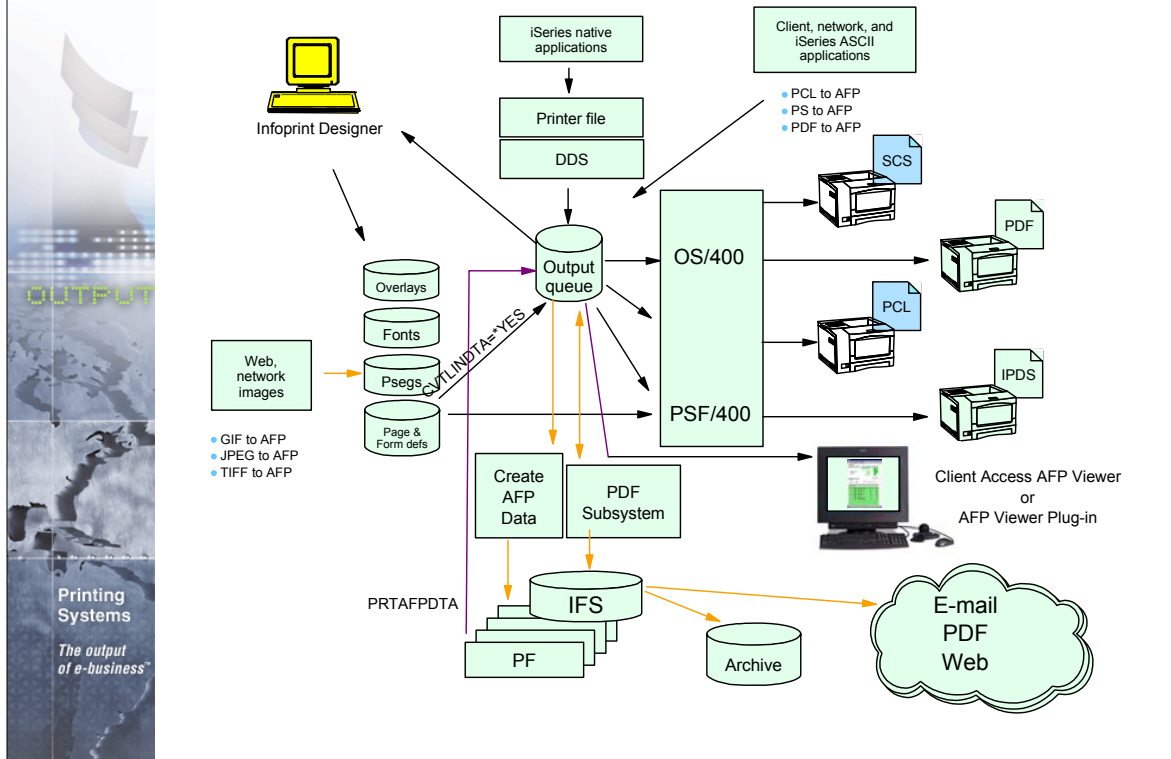 iSeries native
applications
Client, network, and
iSeries ASCII
applications
PCL to AFP
PS to AFP
PDF to AFP
Infoprint Designer
Printer file
DDS
SCS
PDF
OUTPUT
Output
queue
OS/400
Overlays
Fonts
Psegs
Page &
Form defs
CVTLINDTA=*YES
PCL
IPDS
PSF/400
Web,
network
images
GIF to AFP
JPEG to AFP
TIFF to AFP
Create
AFP
Data
PDF
Subsystem
Client Access AFP Viewer
or
AFP Viewer Plug-in
PRTAFPDTA
IFS
PF
Archive
E-mail
PDF
Web
Printing
Systems
The output
of e-business™